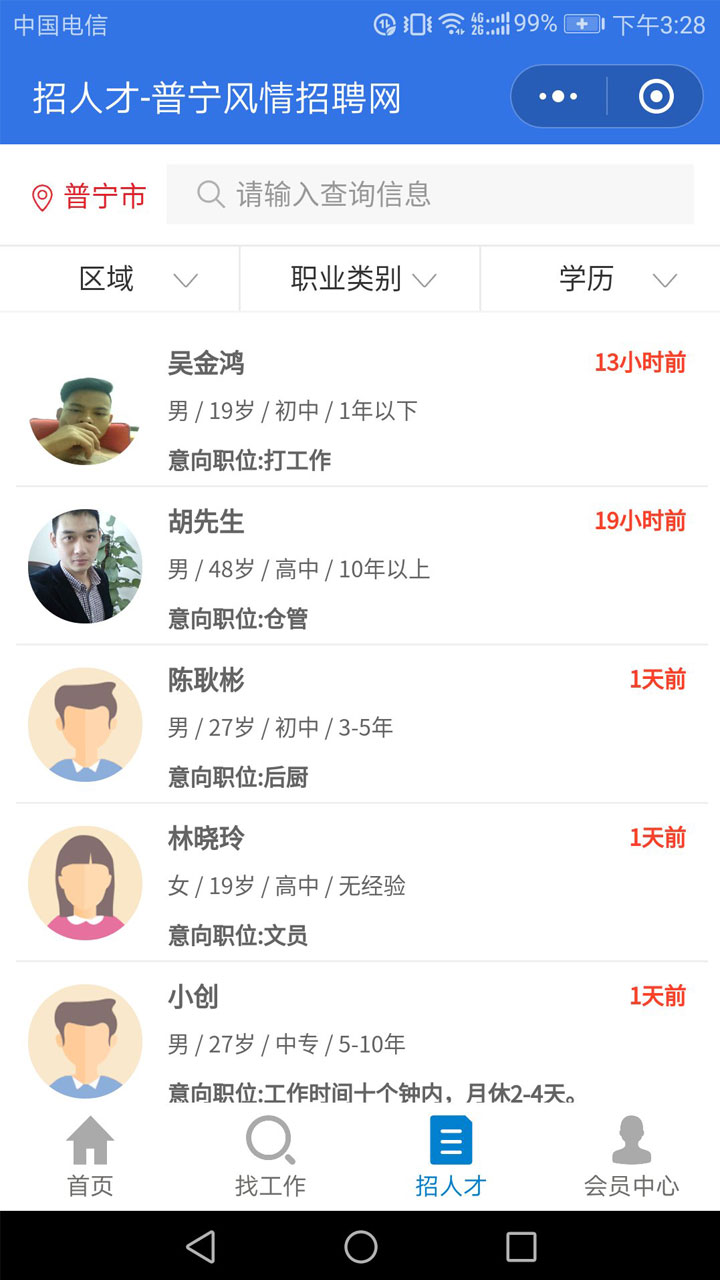 中国电信 4G 2G 99% 下午3:28
招人才-普宁风情招聘网
普宁市 请输入查询信息
区域 职业类别 学历
吴金鸿 13小时前
男 / 19岁 / 初中 / 1年以下
意向职位:打工作
胡先生 19小时前
男 / 48岁 / 高中 / 10年以上
意向职位:仓管
陈耿彬 1天前
男 / 27岁 / 初中 / 3-5年
意向职位:后厨
林晓玲 1天前
女 / 19岁 / 高中 / 无经验
意向职位:文员
小创 1天前
男 / 27岁 / 中专 / 5-10年
意向职位:工作时间十个钟内，月休2-4天。
首页 找工作 招人才 会员中心